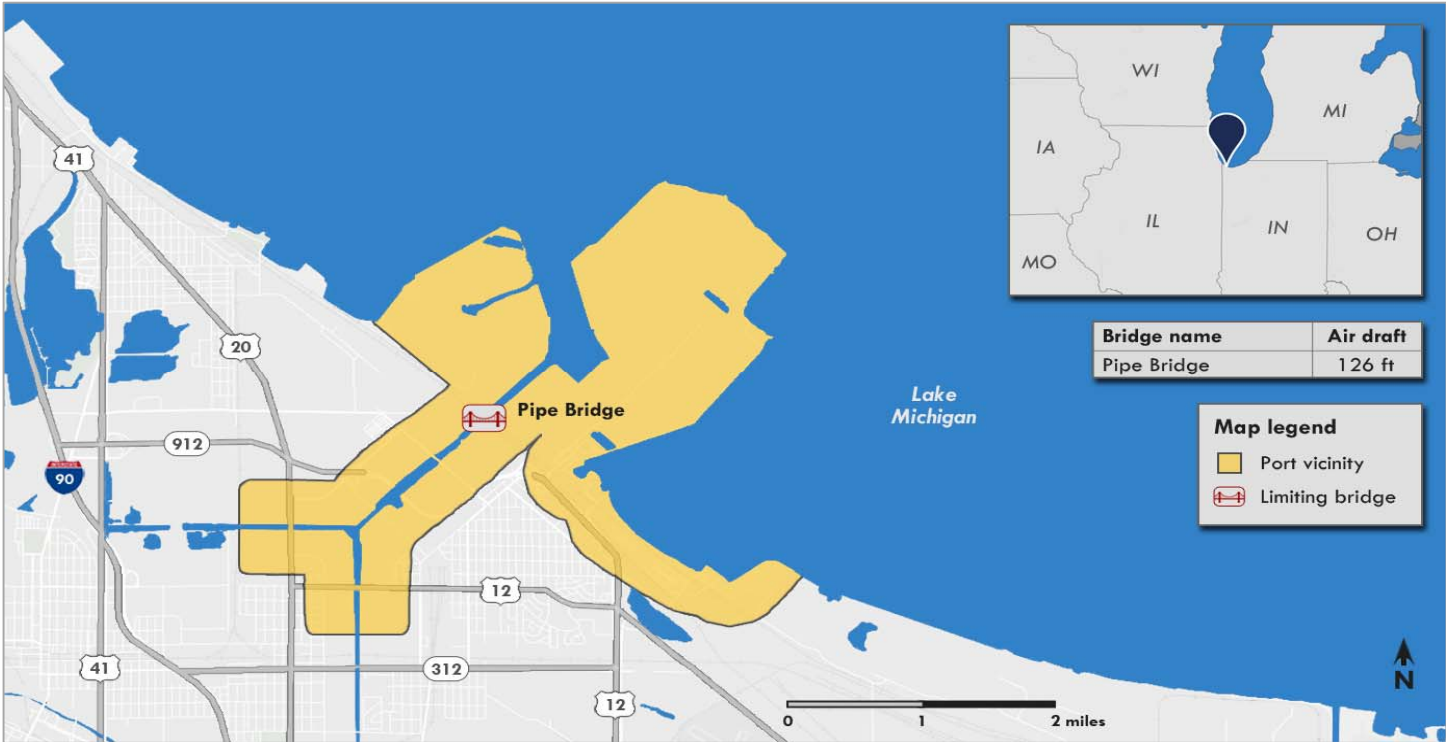 WI
MI
IA
IL
IN
OH
MO
Bridge name Air draft
Pipe Bridge 126 ft
Map legend
Port vicinity
Limiting bridge
41
20
912
INTERSTATE
90
Pipe Bridge
Lake
Michigan
12
41
312
12
0 1 2 miles
N